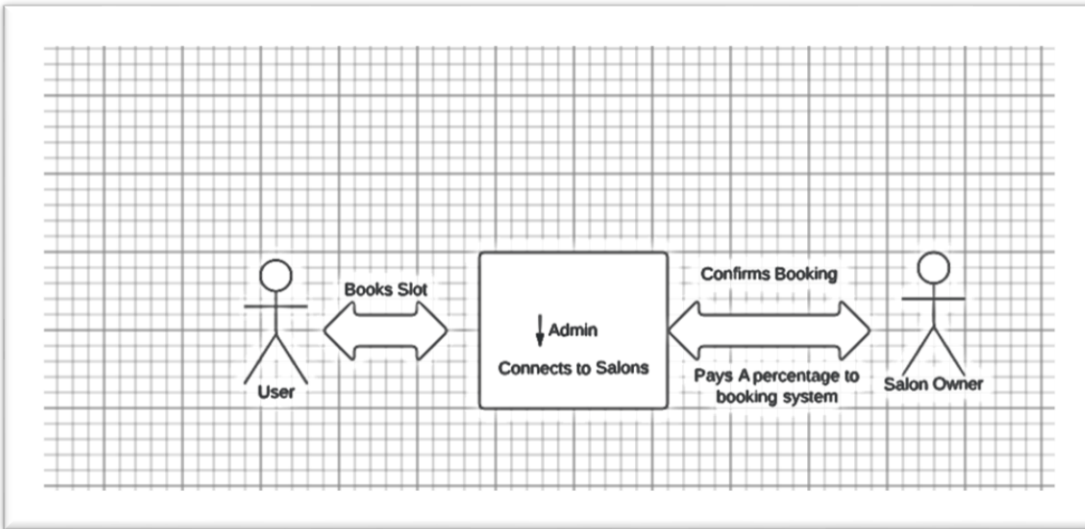 Books Slot
User
Admin
Connects to Salons
Confirms Booking
Pays A percentage to
booking system
Salon Owner